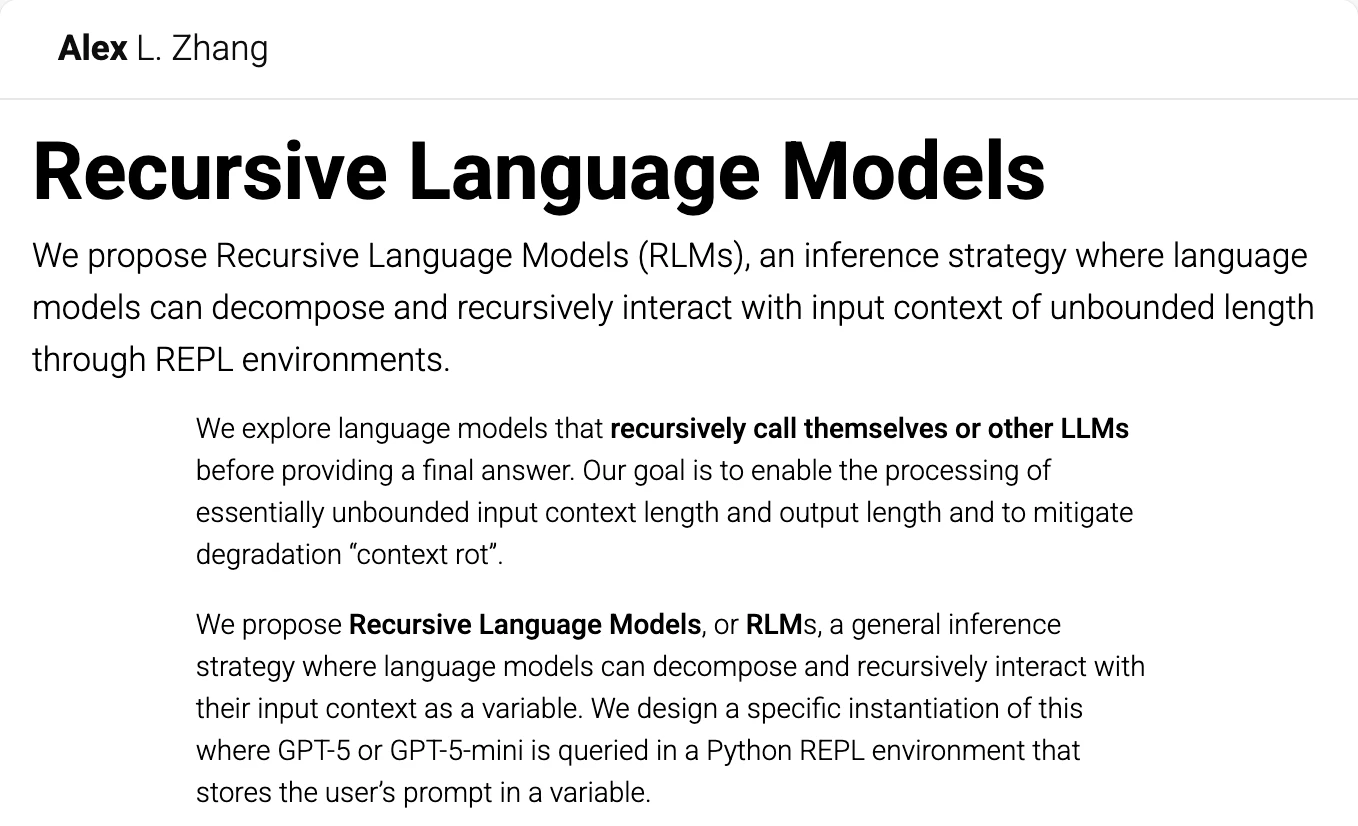 Alex L. Zhang
Recursive Language Models
We propose Recursive Language Models (RLMs), an inference strategy where language
models can decompose and recursively interact with input context of unbounded length
through REPL environments.
We explore language models that recursively call themselves or other LLMs
before providing a final answer. Our goal is to enable the processing of
essentially unbounded input context length and output length and to mitigate
degradation “context rot”.
We propose Recursive Language Models, or RLMs, a general inference
strategy where language models can decompose and recursively interact with
their input context as a variable. We design a specific instantiation of this
where GPT-5 or GPT-5-mini is queried in a Python REPL environment that
stores the user’s prompt in a variable.